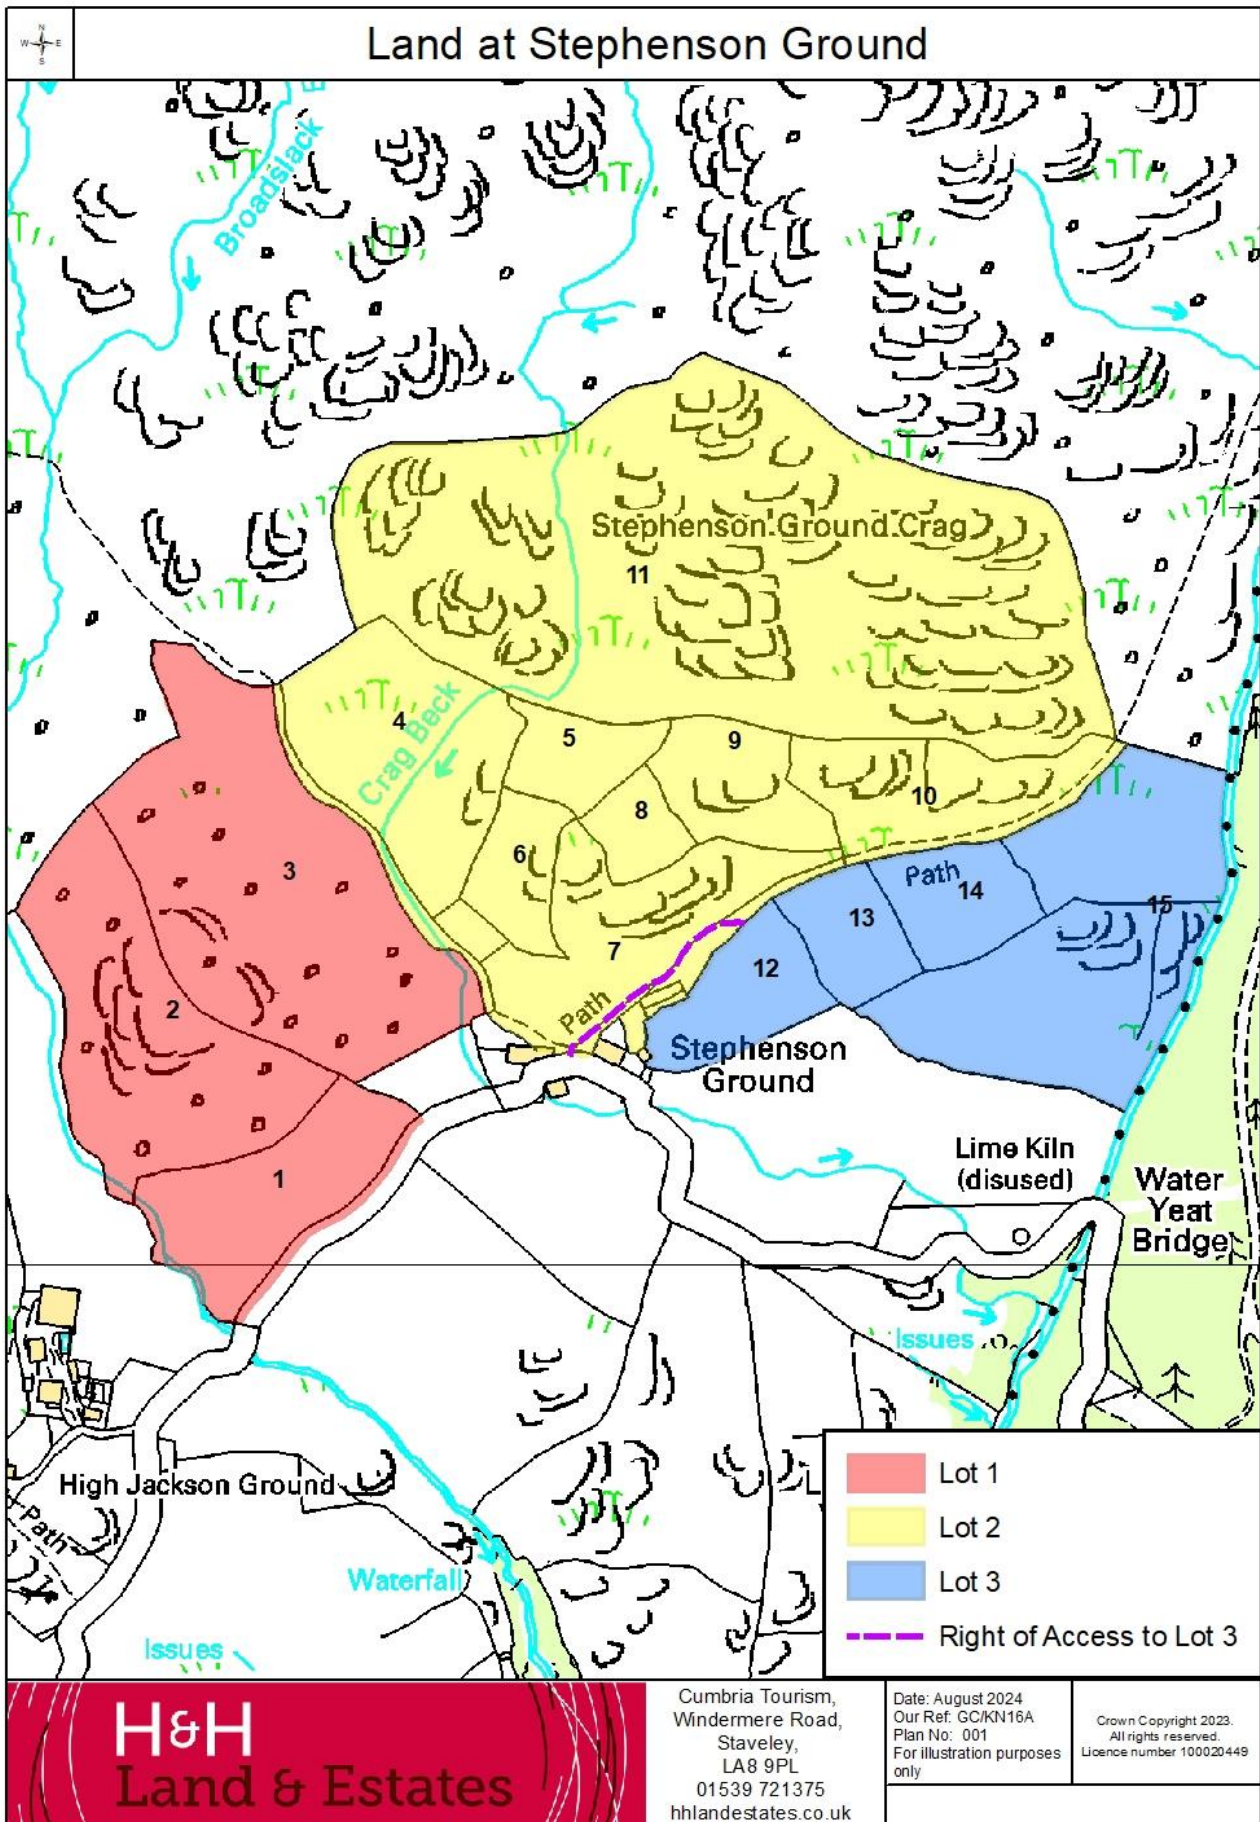 N
W E
S
Land at Stephenson Ground
Broadslack
Stephenson Ground Crag
11
4
Crag Beck
5
9
8
10
6
3
Path
14
13
15
7
12
2
Path
Stephenson
Ground
1
Lime Kiln
(disused)
Water
Yeat
Bridge
Issues
High Jackson Ground
Path
Waterfall
Issues
Lot 1
Lot 2
Lot 3
Right of Access to Lot 3
H&H
Land & Estates
Cumbria Tourism,
Windermere Road,
Staveley,
LA8 9PL
01539 721375
hhlandestates.co.uk
Date: August 2024
Our Ref: GC/KN16A
Plan No: 001
For illustration purposes
only
Crown Copyright 2023.
All rights reserved.
Licence number 100020449